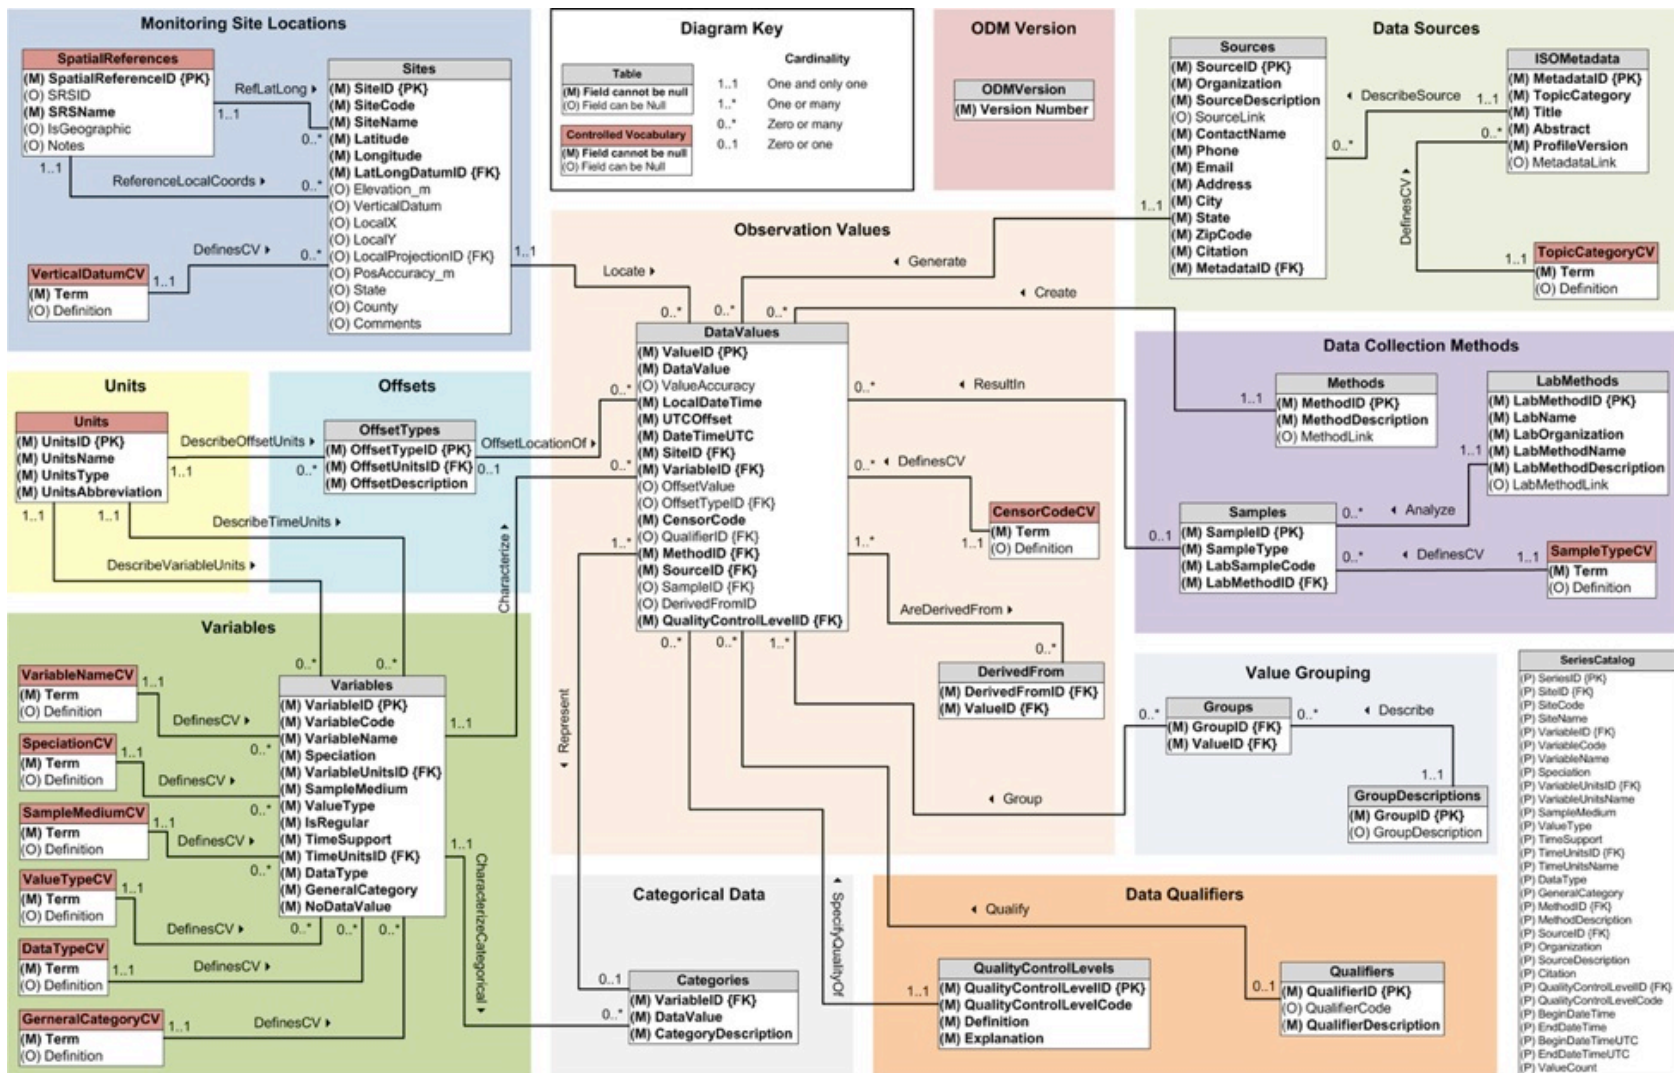 Monitoring Site Locations
SpatialReferences
(M) SpatialReferenceID {PK}
(O) SRSID
(M) SRSName
(O) IsGeographic
(O) Notes
RefLatLong
1..1
0..*
1..1
ReferenceLocalCoords
0..*
Sites
(M) SiteID {PK}
(M) SiteCode
(M) SiteName
(M) Latitude
(M) Longitude
(M) LatLongDatumID {FK}
(O) Elevation_m
(O) VerticalDatum
(O) LocalX
(O) LocalY
(O) LocalProjectionID {FK}
(O) PosAccuracy_m
(O) State
(O) County
(O) Comments
DefinesCV
0..*
1..1
VerticalDatumCV
(M) Term
(O) Definition
1..1
Diagram Key
Table
(M) Field cannot be null
(O) Field can be Null
Controlled Vocabulary
(M) Field cannot be null
(O) Field can be Null
Cardinality
1..1 One and only one
1..* One or many
0..* Zero or many
0..1 Zero or one
ODM Version
ODMVersion
(M) Version Number
Data Sources
Sources
(M) SourceID {PK}
(M) Organization
(M) SourceDescription
(O) SourceLink
(M) ContactName
(M) Phone
(M) Email
(M) Address
(M) City
(M) State
(M) ZipCode
(M) Citation
(M) MetadataID {FK}
1..1
DescribeSource
1..1
0..*
0..*
DefinesCV
1..1
ISOMetadata
(M) MetadataID {PK}
(M) TopicCategory
(M) Title
(M) Abstract
(M) ProfileVersion
(O) MetadataLink
TopicCategoryCV
(M) Term
(O) Definition
Observation Values
Locate
Generate
Create
0..*
0..*
0..*
DataValues
(M) ValueID {PK}
(M) DataValue
(O) ValueAccuracy
(M) LocalDateTime
(M) UTCOffset
(M) DateTimeUTC
(M) SiteID {FK}
(M) VariableID {FK}
(O) OffsetValue
(O) OffsetTypeID {FK}
(M) CensorCode
(O) QualifierID {FK}
(M) MethodID {FK}
(M) SourceID {FK}
(O) SampleID {FK}
(O) DerivedFromID
(M) QualityControlLevelID {FK}
0..*
0..*
1..*
0..*
ResultIn
0..*
DefinesCV
1..*
1..1
CensorCodeCV
(M) Term
(O) Definition
AreDerivedFrom
0..*
DerivedFrom
(M) DerivedFromID {FK}
(M) ValueID {FK}
0..*
0..*
1..*
Represent
Group
Data Collection Methods
Methods
(M) MethodID {PK}
(M) MethodDescription
(O) MethodLink
1..1
LabMethods
(M) LabMethodID {PK}
(M) LabName
(M) LabOrganization
(M) LabMethodName
(M) LabMethodDescription
(O) LabMethodLink
1..1
Samples
(M) SampleID {PK}
(M) SampleType
(M) LabSampleCode
(M) LabMethodID {FK}
0..1
0..*
Analyze
0..*
DefinesCV
1..1
SampleTypeCV
(M) Term
(O) Definition
Units
Units
(M) UnitsID {PK}
(M) UnitsName
(M) UnitsType
(M) UnitsAbbreviation
1..1
1..1
1..1
DescribeOffsetUnits
0..*
DescribeTimeUnits
DescribeVariableUnits
Offsets
OffsetTypes
(M) OffsetTypeID {PK}
(M) OffsetUnitsID {FK}
(M) OffsetDescription
OffsetLocationOf
0..1
Characterize
Variables
VariableNameCV
(M) Term
(O) Definition
1..1
DefinesCV
0..*
SpeciationCV
(M) Term
(O) Definition
1..1
DefinesCV
0..*
SampleMediumCV
(M) Term
(O) Definition
1..1
DefinesCV
0..*
ValueTypeCV
(M) Term
(O) Definition
1..1
DefinesCV
0..*
0..*
0..*
DataTypeCV
(M) Term
(O) Definition
1..1
DefinesCV
GerneralCategoryCV
(M) Term
(O) Definition
1..1
DefinesCV
0..*
0..*
Variables
(M) VariableID {PK}
(M) VariableCode
(M) VariableName
(M) Speciation
(M) VariableUnitsID {FK}
(M) SampleMedium
(M) ValueType
(M) IsRegular
(M) TimeSupport
(M) TimeUnitsID {FK}
(M) DataType
(M) GeneralCategory
(M) NoDataValue
1..1
1..1
CharacterizeCategorical
Value Grouping
0..*
Groups
(M) GroupID {FK}
(M) ValueID {FK}
0..*
Describe
1..1
GroupDescriptions
(M) GroupID {PK}
(O) GroupDescription
Categorical Data
0..1
0..*
Categories
(M) VariableID {FK}
(M) DataValue
(M) CategoryDescription
SpecifyQualityOf
Data Qualifiers
Qualify
1..1
QualityControlLevels
(M) QualityControlLevelID {PK}
(M) QualityControlLevelCode
(M) Definition
(M) Explanation
0..1
Qualifiers
(M) QualifierID {PK}
(O) QualifierCode
(M) QualifierDescription
SeriesCatalog
(P) SeriesID {PK}
(P) SiteID {FK}
(P) SiteCode
(P) SiteName
(P) VariableID {FK}
(P) VariableCode
(P) VariableName
(P) Speciation
(P) VariableUnitsID {FK}
(P) VariableUnitsName
(P) SampleMedium
(P) ValueType
(P) TimeSupport
(P) TimeUnitsID {FK}
(P) TimeUnitsName
(P) DataType
(P) GeneralCategory
(P) MethodID {FK}
(P) MethodDescription
(P) SourceID {FK}
(P) Organization
(P) SourceDescription
(P) Citation
(P) QualityControlLevelID {FK}
(P) QualityControlLevelCode
(P) BeginDateTime
(P) EndDateTime
(P) BeginDateTimeUTC
(P) EndDateTimeUTC
(P) ValueCount